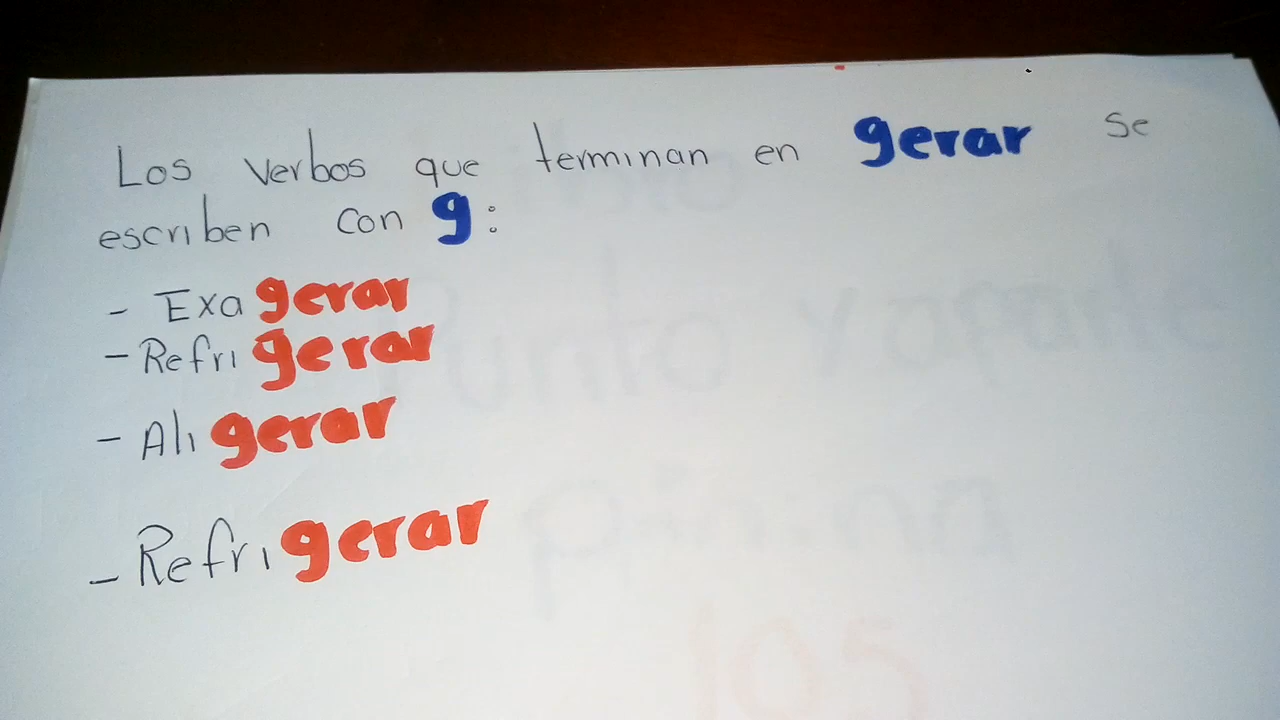 Los verbos que terminan en gerar se
escriben con g:
- Exagerar
- Refrigerar
- Aligerar
- Refrigerar